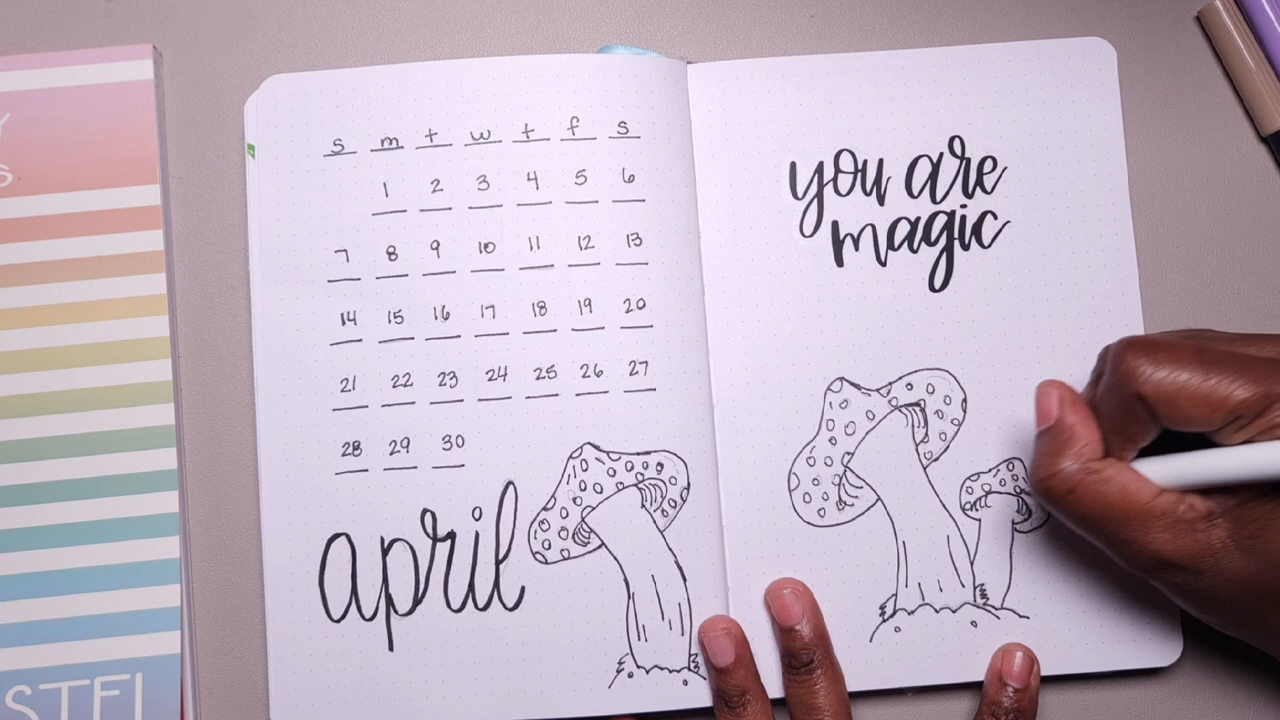 s m t w t f s
1 2 3 4 5 6
7 8 9 10 11 12 13
14 15 16 17 18 19 20
21 22 23 24 25 26 27
28 29 30
april
you are
magic